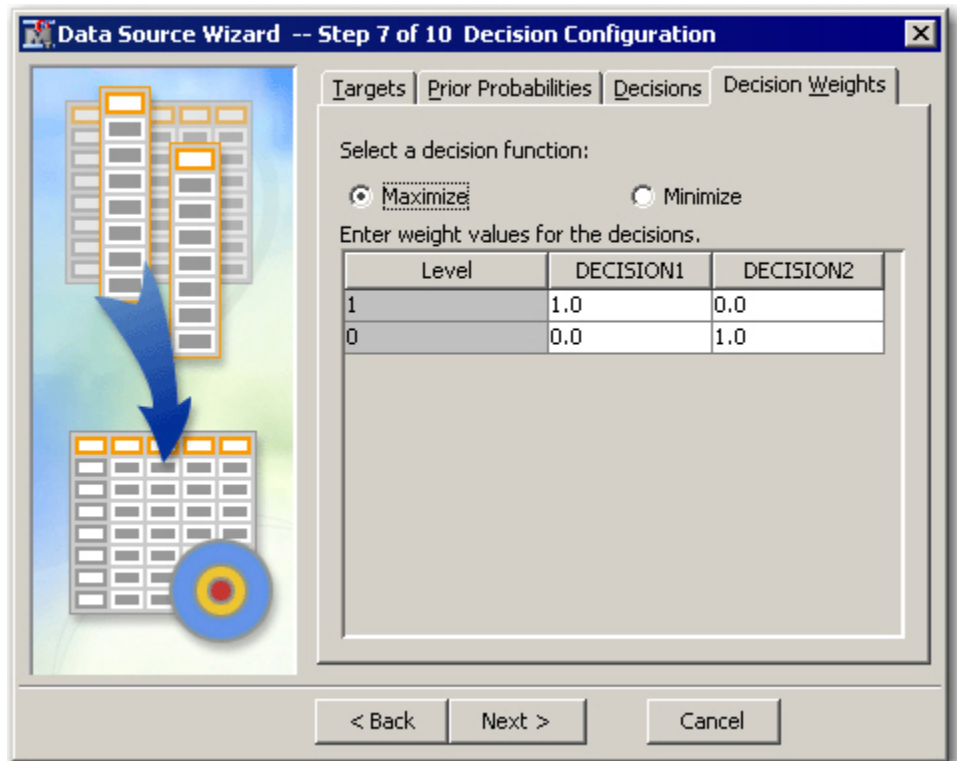 Data Source Wizard -- Step 7 of 10 Decision Configuration
Targets Prior Probabilities Decisions Decision Weights
Select a decision function:
Maximize Minimize
Enter weight values for the decisions.
Level DECISION1 DECISION2
1 1.0 0.0
0 0.0 1.0
< Back Next > Cancel